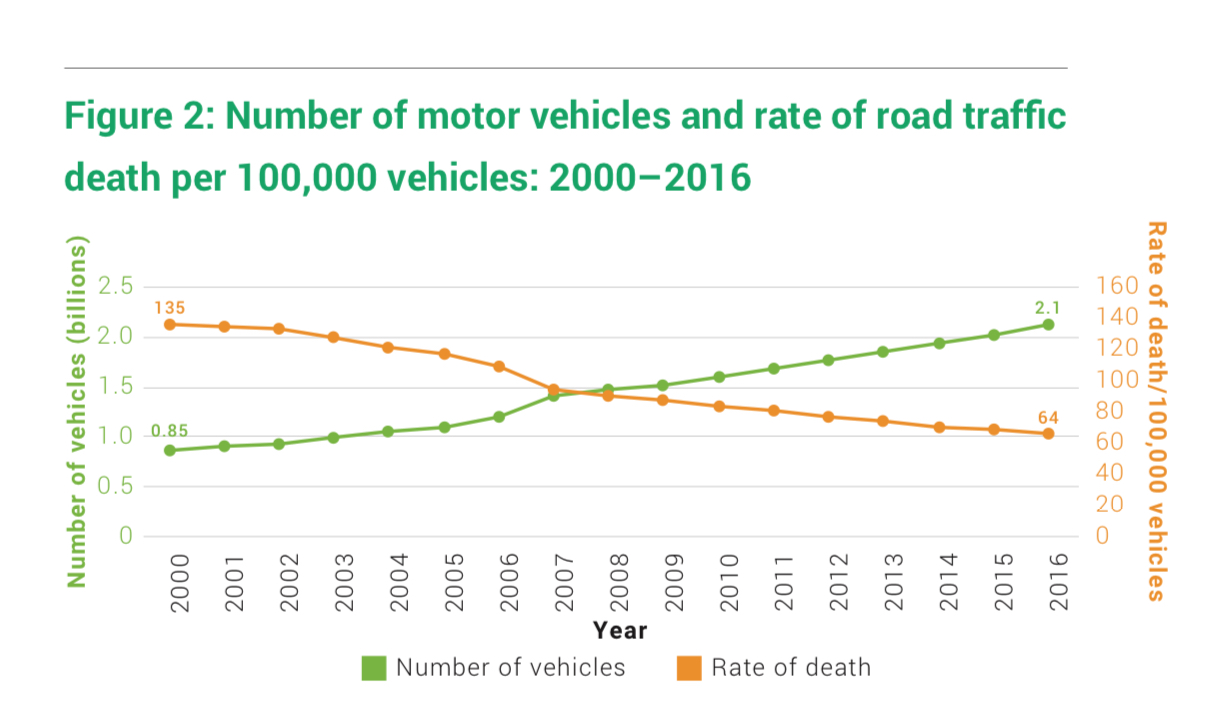 Figure 2: Number of motor vehicles and rate of road traffic
death per 100,000 vehicles: 2000–2016
Number of vehicles (billions)
2.5
2.0
1.5
1.0
0.5
0
135
0.85
2.1
64
160
140
120
100
80
60
40
20
0
Rate of death/100,000 vehicles
2000 2001 2002 2003 2004 2005 2006 2007 2008 2009 2010 2011 2012 2013 2014 2015 2016
Year
Number of vehicles Rate of death